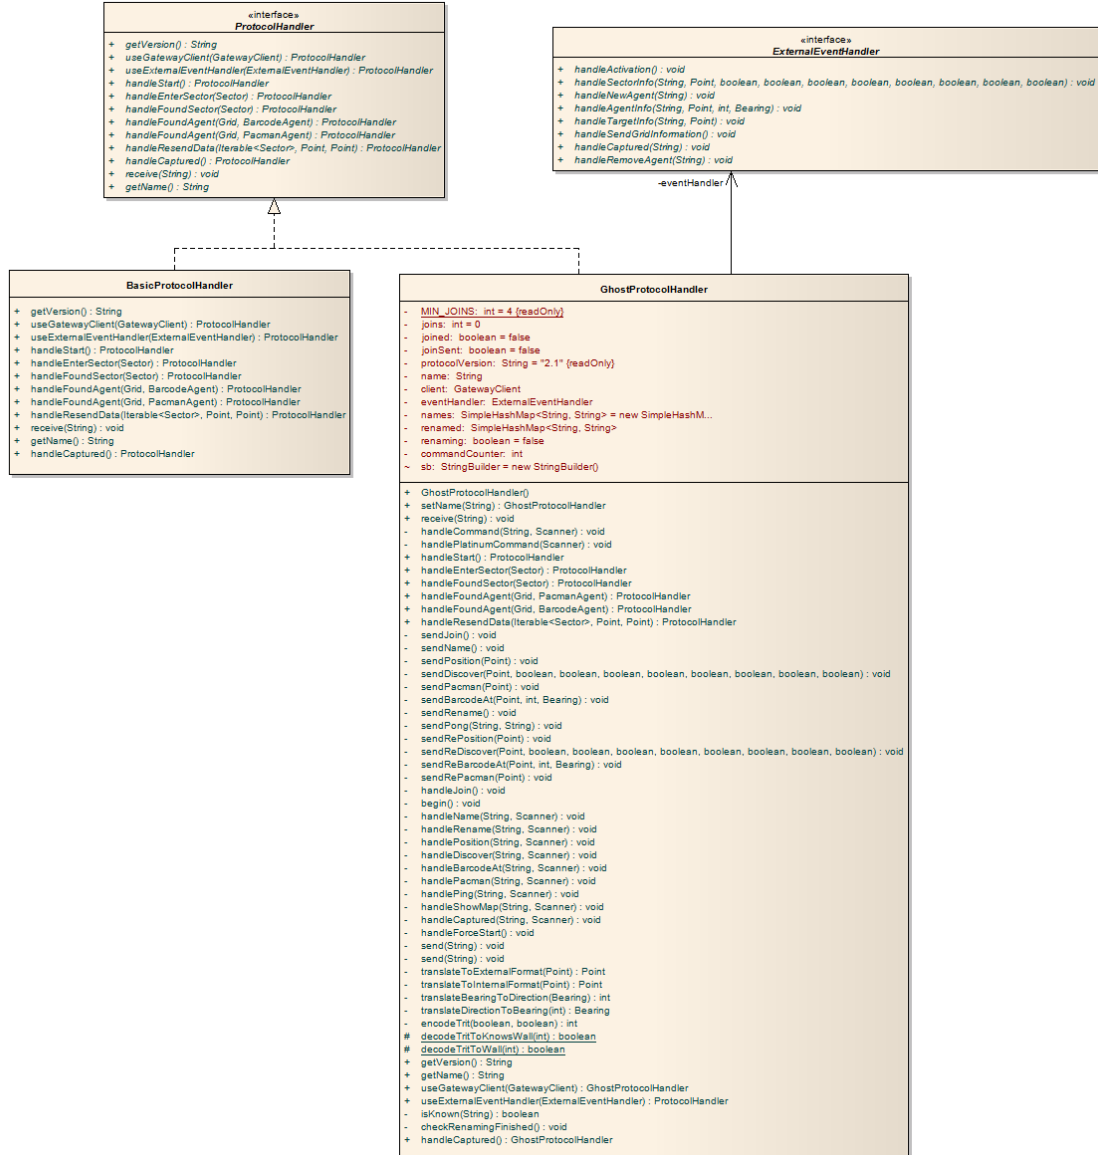 «interface»
ProtocolHandler
+ getVersion() : String
+ useGatewayClient(GatewayClient) : ProtocolHandler
+ useExternalEventHandler(ExternalEventHandler) : ProtocolHandler
+ handleStart() : ProtocolHandler
+ handleEnterSector(Sector) : ProtocolHandler
+ handleFoundSector(Sector) : ProtocolHandler
+ handleFoundAgent(Grid, BarcodeAgent) : ProtocolHandler
+ handleFoundAgent(Grid, PacmanAgent) : ProtocolHandler
+ handleResendData(Iterable<Sector>, Point, Point) : ProtocolHandler
+ handleCaptured() : ProtocolHandler
+ receive(String) : void
+ getName() : String
«interface»
ExternalEventHandler
+ handleActivation() : void
+ handleSectorInfo(String, Point, boolean, boolean, boolean, boolean, boolean, boolean, boolean, boolean) : void
+ handleNewAgent(String) : void
+ handleAgentInfo(String, Point, int, Bearing) : void
+ handleTargetInfo(String, Point) : void
+ handleSendGridInformation() : void
+ handleCaptured(String) : void
+ handleRemoveAgent(String) : void
-eventHandler
BasicProtocolHandler
+ getVersion() : String
+ useGatewayClient(GatewayClient) : ProtocolHandler
+ useExternalEventHandler(ExternalEventHandler) : ProtocolHandler
+ handleStart() : ProtocolHandler
+ handleEnterSector(Sector) : ProtocolHandler
+ handleFoundSector(Sector) : ProtocolHandler
+ handleFoundAgent(Grid, BarcodeAgent) : ProtocolHandler
+ handleFoundAgent(Grid, PacmanAgent) : ProtocolHandler
+ handleResendData(Iterable<Sector>, Point, Point) : ProtocolHandler
+ receive(String) : void
+ getName() : String
+ handleCaptured() : ProtocolHandler
GhostProtocolHandler
- MIN_JOINS: int = 4 {readOnly}
- joins: int = 0
- joined: boolean = false
- joinSent: boolean = false
- protocolVersion: String = "2.1" {readOnly}
- name: String
- client: GatewayClient
- eventHandler: ExternalEventHandler
- names: SimpleHashMap<String, String> = new SimpleHashM...
- renamed: SimpleHashMap<String, String>
- renaming: boolean = false
- commandCounter: int
~ sb: StringBuilder = new StringBuilder()
+ GhostProtocolHandler()
+ setName(String) : GhostProtocolHandler
+ receive(String) : void
- handleCommand(String, Scanner) : void
- handlePlatinumCommand(Scanner) : void
+ handleStart() : ProtocolHandler
+ handleEnterSector(Sector) : ProtocolHandler
+ handleFoundSector(Sector) : ProtocolHandler
+ handleFoundAgent(Grid, PacmanAgent) : ProtocolHandler
+ handleFoundAgent(Grid, BarcodeAgent) : ProtocolHandler
+ handleResendData(Iterable<Sector>, Point, Point) : ProtocolHandler
- sendJoin() : void
- sendName() : void
- sendPosition(Point) : void
- sendDiscover(Point, boolean, boolean, boolean, boolean, boolean, boolean, boolean, boolean) : void
- sendPacman(Point) : void
- sendBarcodeAt(Point, int, Bearing) : void
- sendRename() : void
- sendPong(String, String) : void
- sendRePosition(Point) : void
- sendReDiscover(Point, boolean, boolean, boolean, boolean, boolean, boolean, boolean, boolean) : void
- sendReBarcodeAt(Point, int, Bearing) : void
- sendRePacman(Point) : void
- handleJoin() : void
- begin() : void
- handleName(String, Scanner) : void
- handleRename(String, Scanner) : void
- handlePosition(String, Scanner) : void
- handleDiscover(String, Scanner) : void
- handleBarcodeAt(String, Scanner) : void
- handlePacman(String, Scanner) : void
- handlePing(String, Scanner) : void
- handleShowMap(String, Scanner) : void
- handleCaptured(String, Scanner) : void
- handleForceStart() : void
- send(String) : void
- send(String) : void
- translateToExternalFormat(Point) : Point
- translateToInternalFormat(Point) : Point
- translateBearingToDirection(Bearing) : int
- translateDirectionToBearing(int) : Bearing
- encodeTrit(boolean, boolean) : int
# decodeTritToKnowsWall(int) : boolean
# decodeTritToWall(int) : boolean
+ getVersion() : String
+ getName() : String
+ useGatewayClient(GatewayClient) : GhostProtocolHandler
+ useExternalEventHandler(ExternalEventHandler) : ProtocolHandler
- isKnown(String) : boolean
- checkRenamingFinished() : void
+ handleCaptured() : GhostProtocolHandler